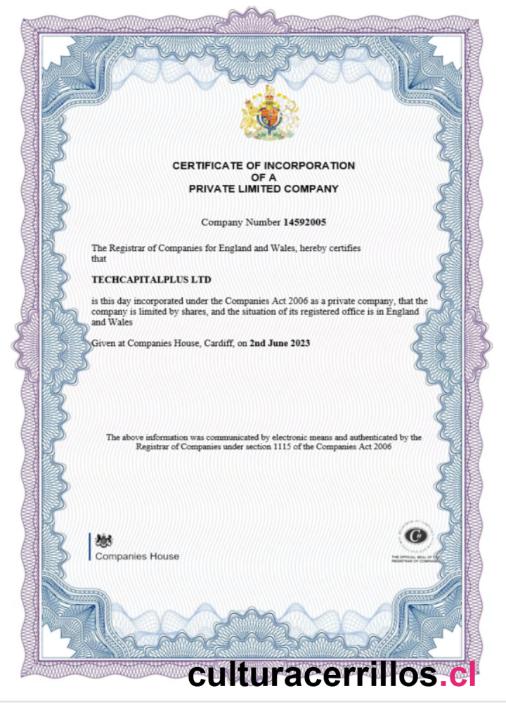 CERTIFICATE OF INCORPORATION
OF A
PRIVATE LIMITED COMPANY
Company Number 14592005
The Registrar of Companies for England and Wales, hereby certifies
that
TECHCAPITALPLUS LTD
is this day incorporated under the Companies Act 2006 as a private company, that the
company is limited by shares, and the situation of its registered office is in England
and Wales
Given at Companies House, Cardiff, on 2nd June 2023
The above information was communicated by electronic means and authenticated by the
Registrar of Companies under section 1115 of the Companies Act 2006
Companies House
THE OFFICIAL SEAL OF
REGISTRAR OF
culturacerrillos.cl